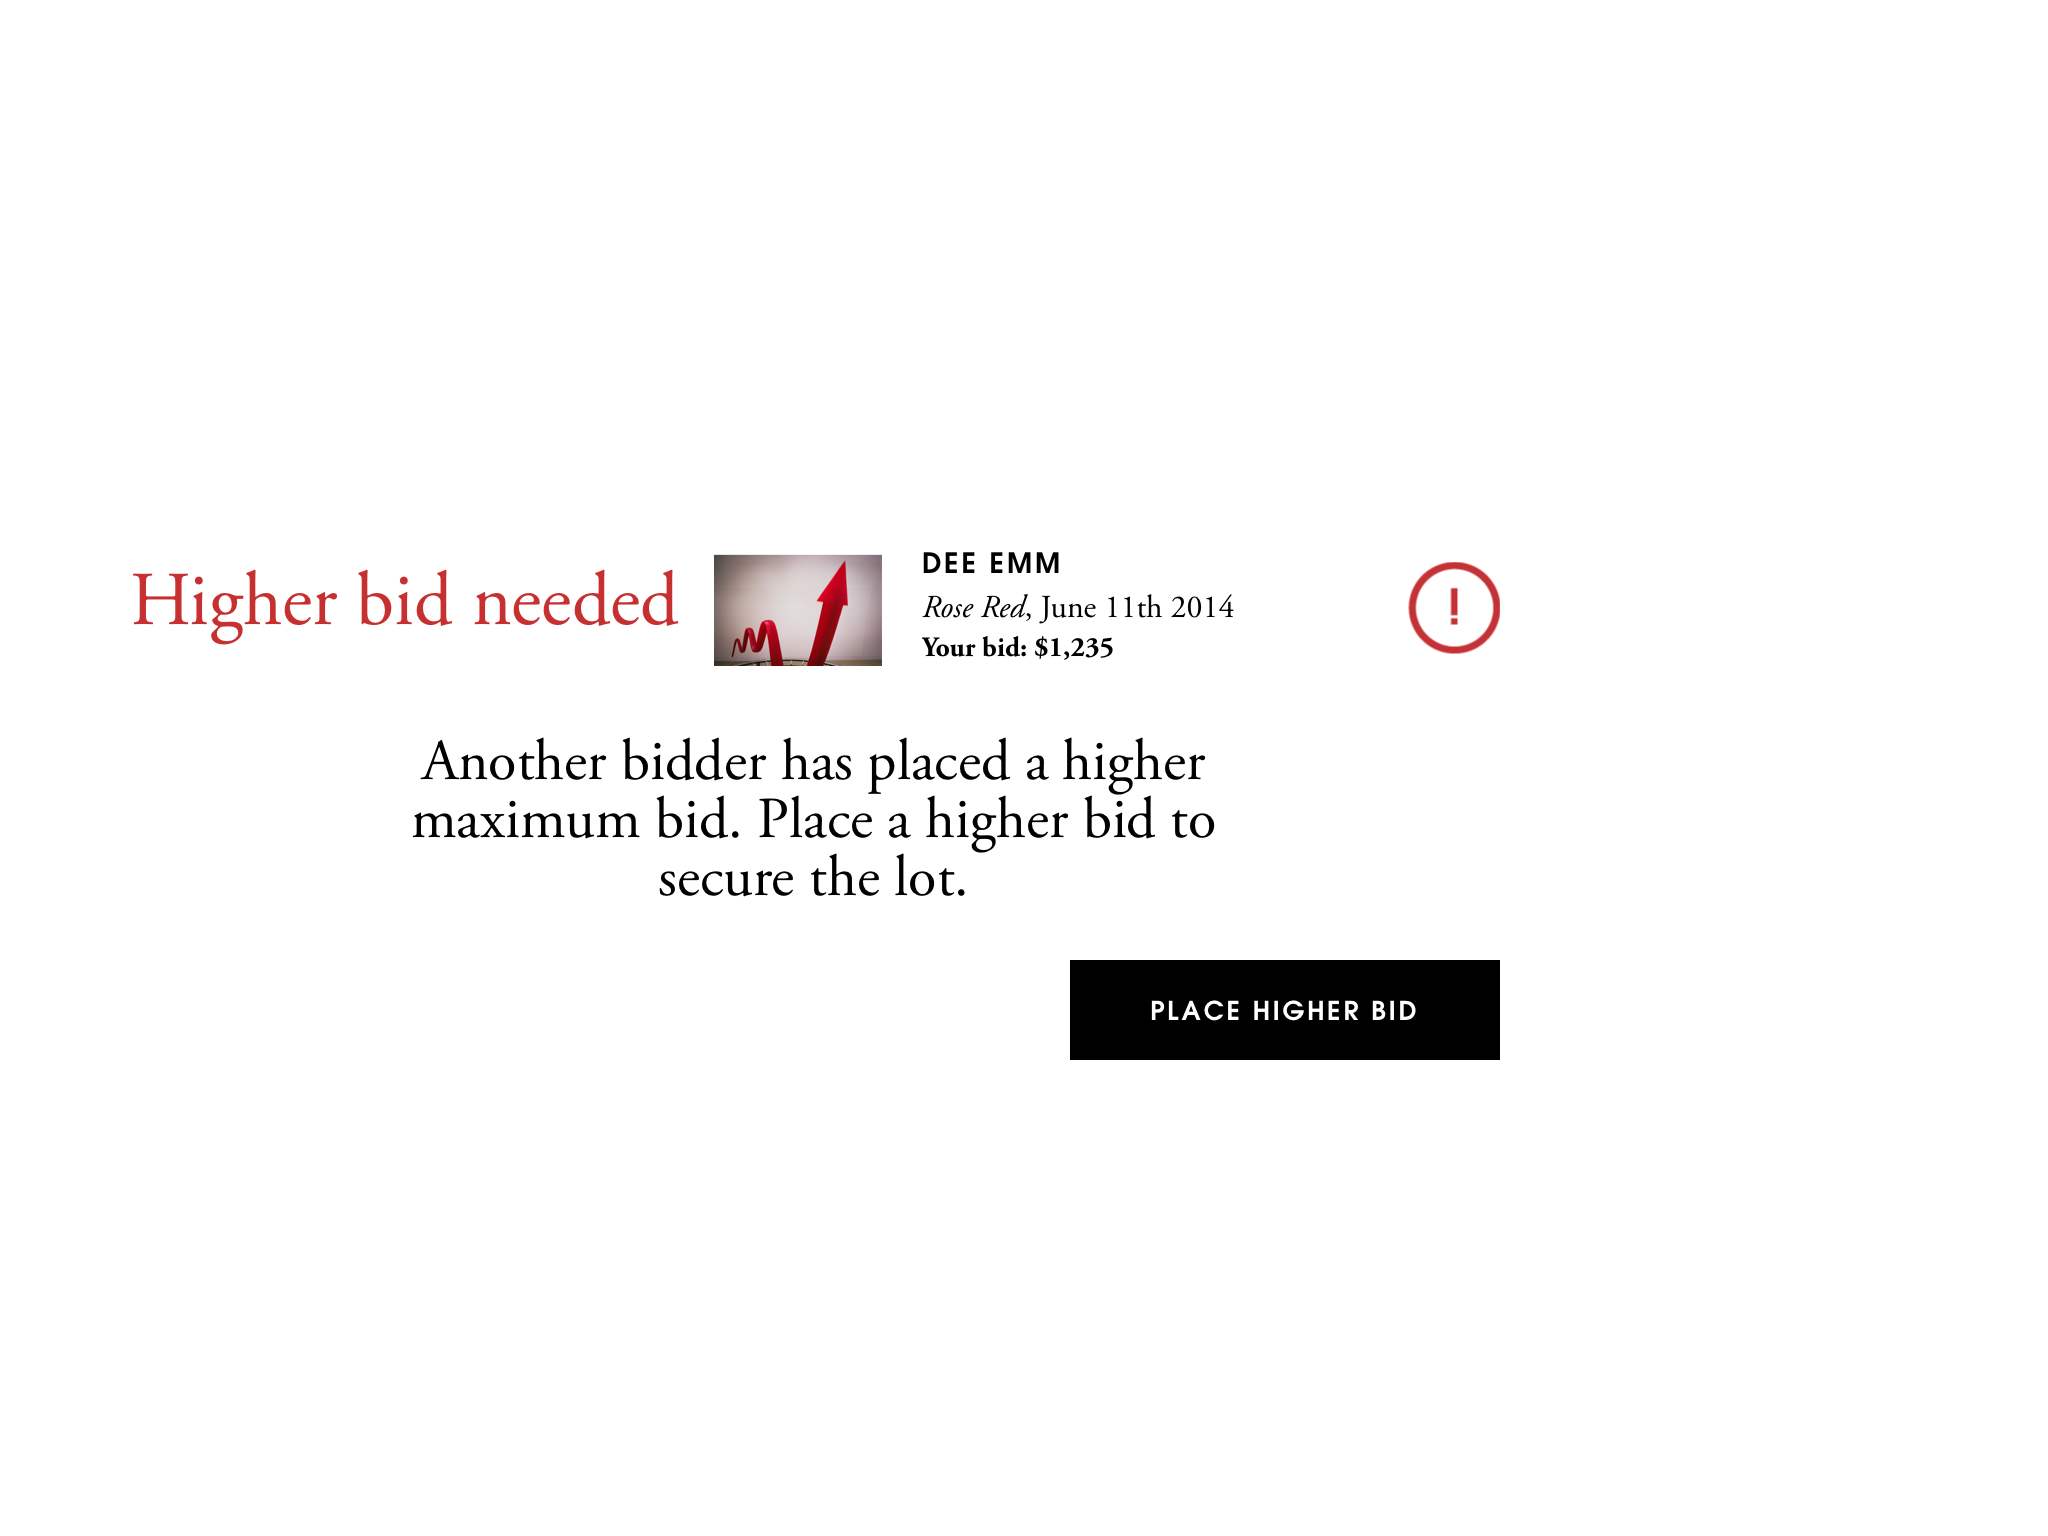 Higher bid needed
DEE EMM
Rose Red, June 11th 2014
Your bid: $1,235
!
Another bidder has placed a higher
maximum bid. Place a higher bid to
secure the lot.
PLACE HIGHER BID